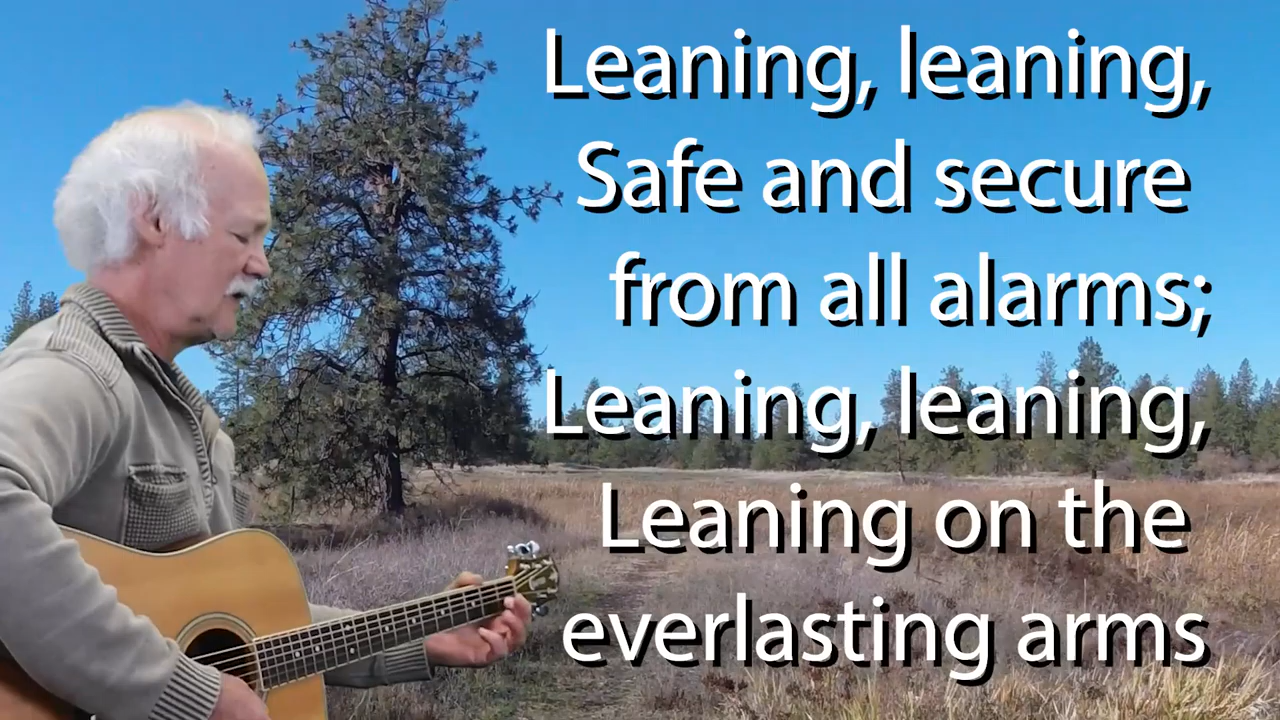 Leaning, leaning,
Safe and secure
from all alarms;
Leaning, leaning,
Leaning on the
everlasting arms